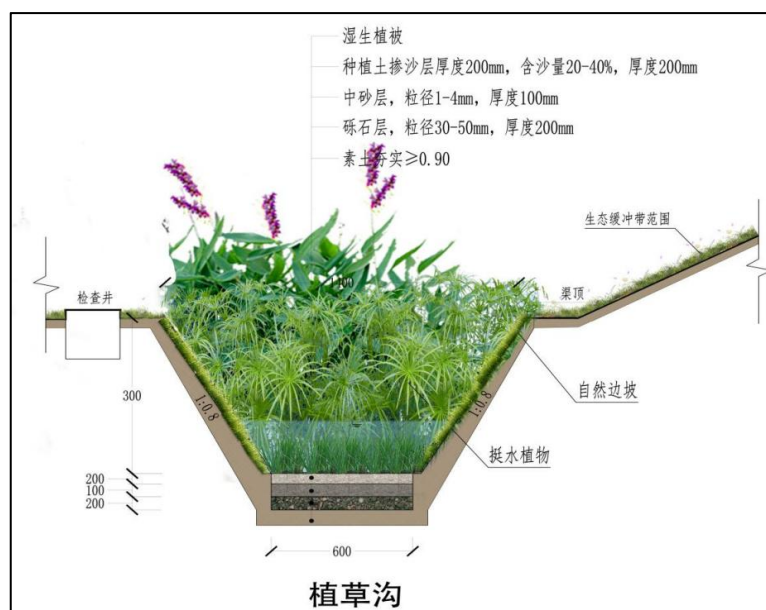 湿生植被
种植土掺沙层厚度200mm，含沙量20-40%，厚度200mm
中砂层，粒径1-4mm，厚度100mm
砾石层，粒径30-50mm，厚度200mm
素土夯实≥0.90
生态缓冲带范围
1100
检查井
渠顶
自然边坡
300
1:0.8
1:0.8
挺水植物
200
100
200
600
植草沟